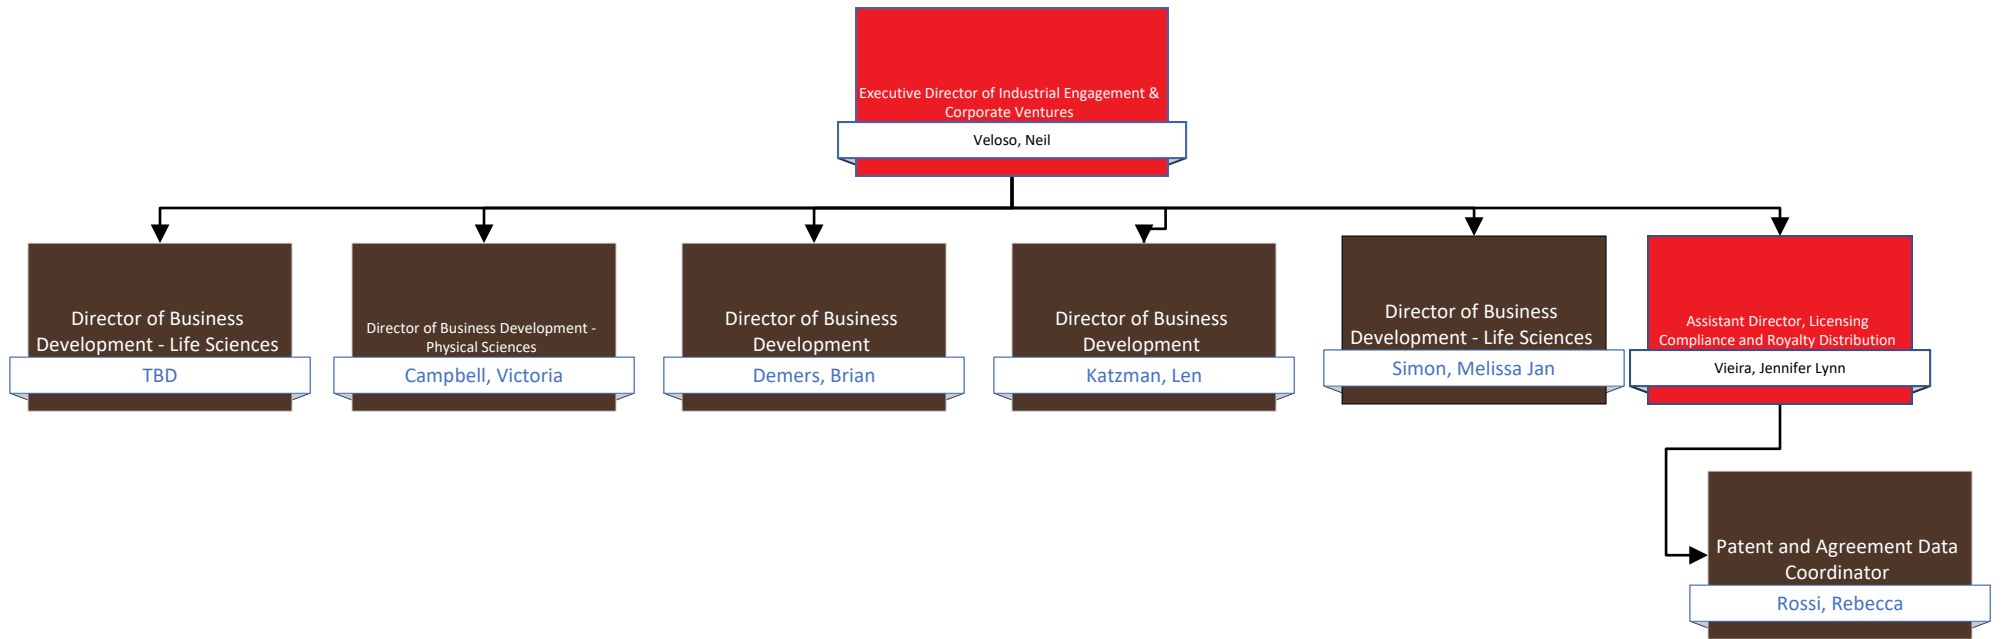 Executive Director of Industrial Engagement &
Corporate Ventures
Veloso, Neil
Director of Business
Development - Life Sciences
TBD
Director of Business Development -
Physical Sciences
Campbell, Victoria
Director of Business
Development
Demers, Brian
Director of Business
Development
Katzman, Len
Director of Business
Development - Life Sciences
Simon, Melissa Jan
Assistant Director, Licensing
Compliance and Royalty Distribution
Vieira, Jennifer Lynn
Patent and Agreement Data
Coordinator
Rossi, Rebecca